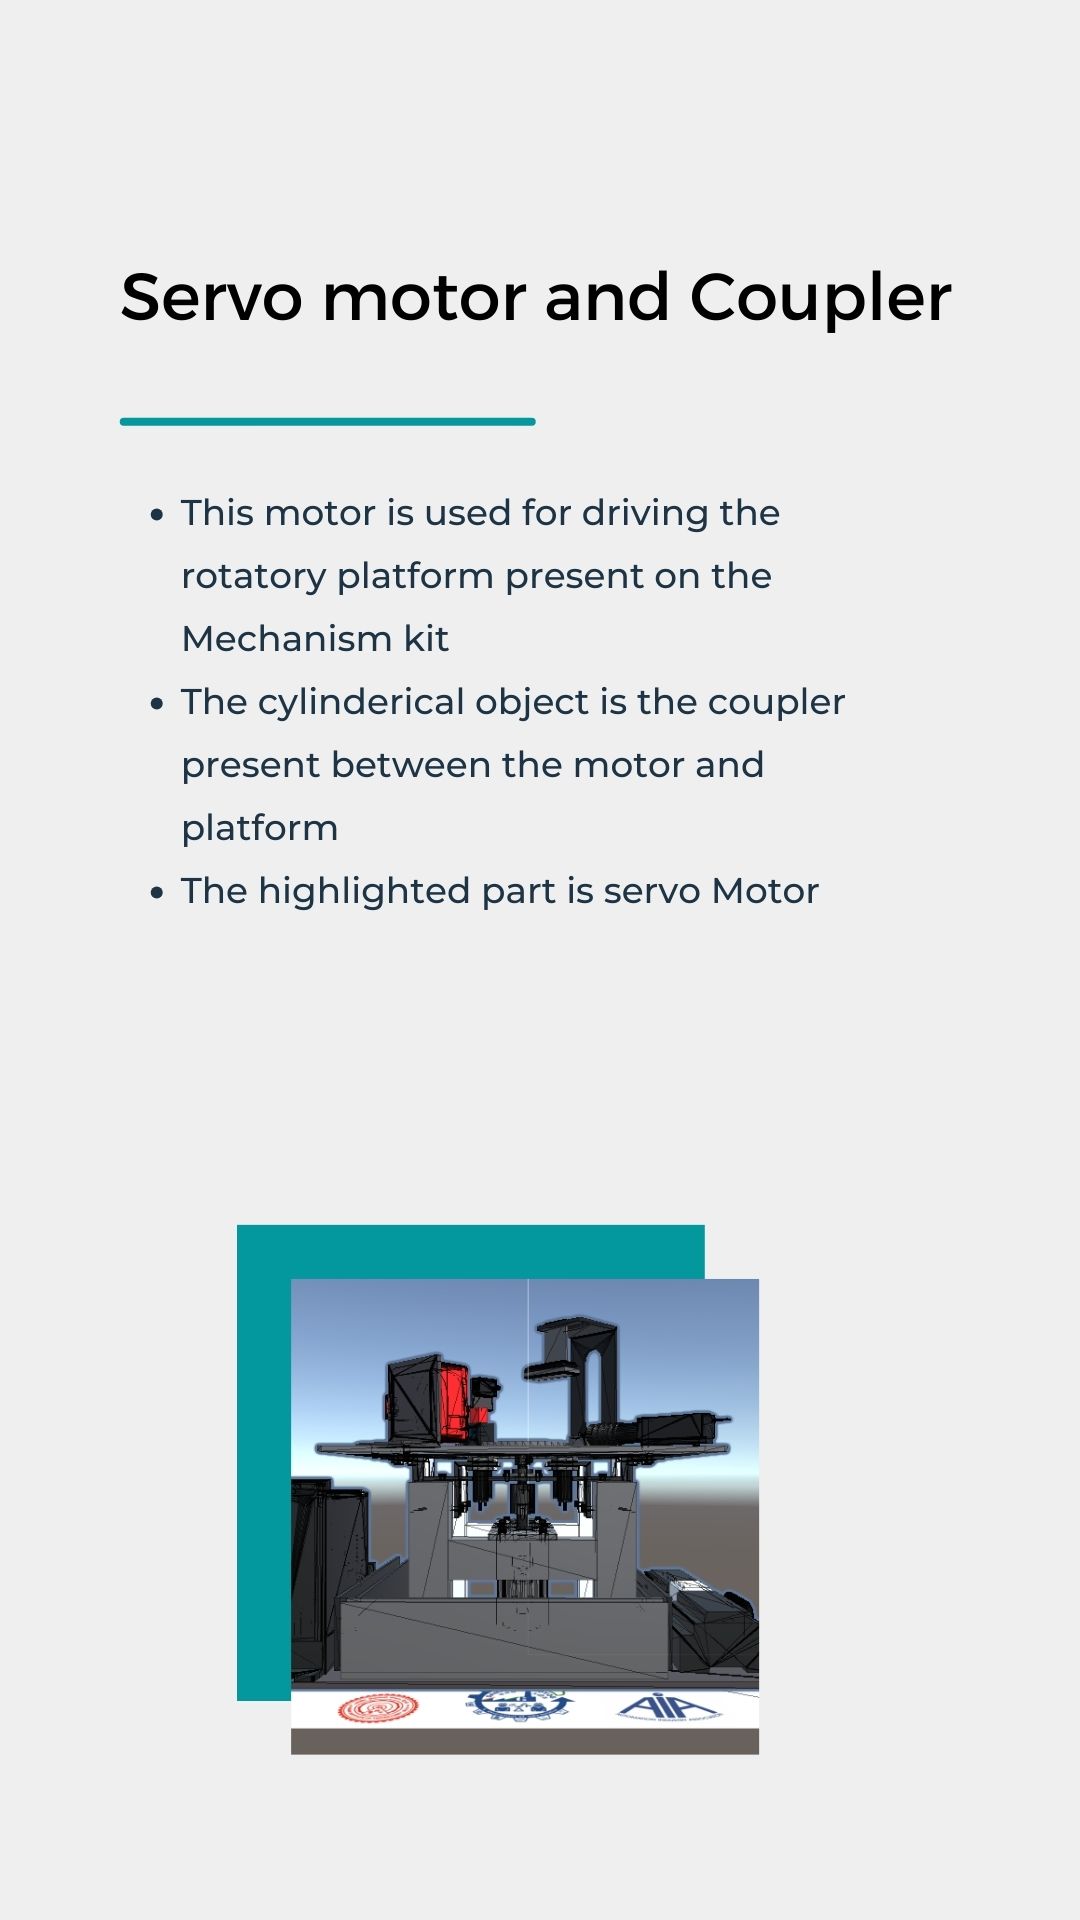 Servo motor and Coupler
• This motor is used for driving the
rotatory platform present on the
Mechanism kit
• The cylinderical object is the coupler
present between the motor and
platform
• The highlighted part is servo Motor
AIA